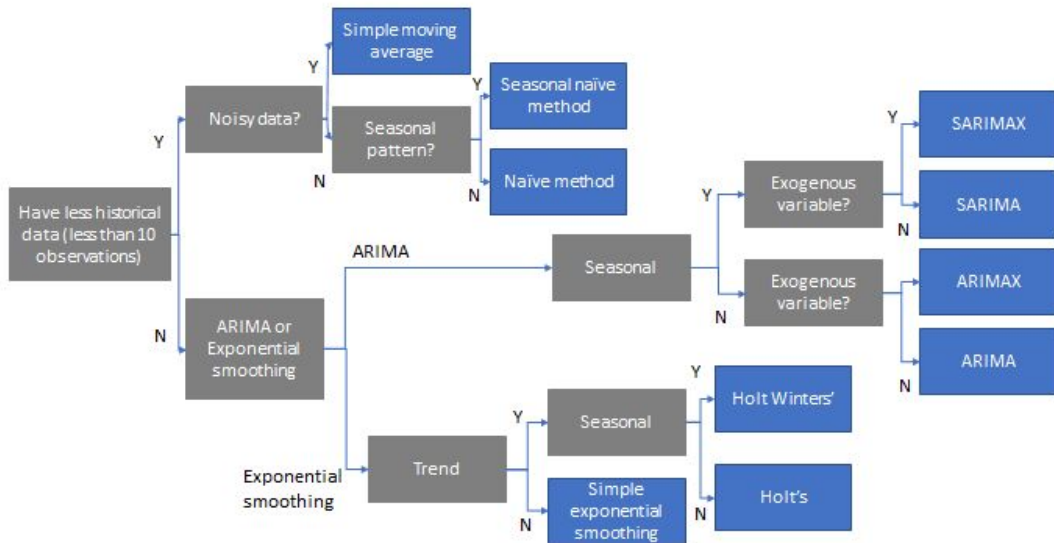 Simple moving
average
Y
Y
Seasonal naïve
method
Noisy data?
Y
Seasonal
pattern?
N
N
Naïve method
Have less historical
data (less than 10
observations)
N
ARIMA or
Exponential
smoothing
ARIMA
Seasonal
Y
Exogenous
variable?
Y
SARIMAX
N
SARIMA
N
Exogenous
variable?
Y
ARIMAX
N
ARIMA
Exponential
smoothing
Trend
Y
Seasonal
Y
Holt Winters’
N
Holt’s
N
Simple
exponential
smoothing